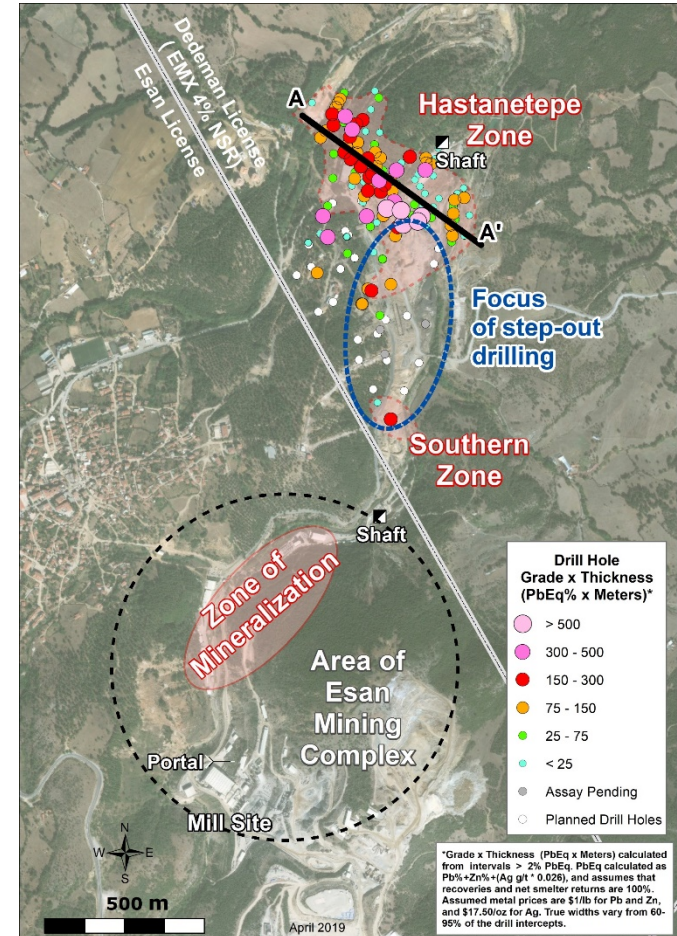 Dedeman License
( EMX 4% NSR)
Esan License
A
Hastanetepe
Zone
Shaft
A'
Focus
of step-out
drilling
Southern
Zone
Shaft
Zone of
Mineralization
Area of
Esan
Mining
Complex
Portal
Mill Site
N
W
E
S
500 m
April 2019
Drill Hole
Grade x Thickness
(PbEq% x Meters)*
> 500
300 - 500
150 - 300
75 - 150
25 - 75
< 25
Assay Pending
Planned Drill Holes
*Grade x Thickness (PbEq x Meters) calculated
from intervals > 2% PbEq. PbEq calculated as
Pb%+Zn%+(Ag g/t * 0.026), and assumes that
recoveries and net smelter returns are 100%.
Assumed metal prices are $1/lb for Pb and Zn,
and $17.50/oz for Ag. True widths vary from 60-
95% of the drill intercepts.